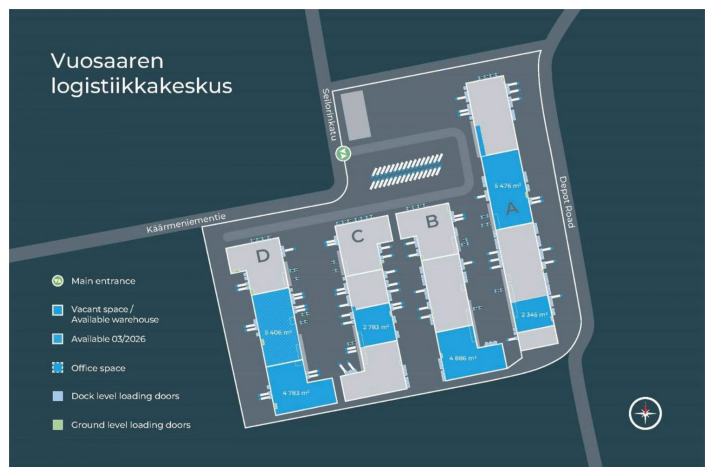 Vuosaaren
logistiikkakeskus
Seilorinkatu
Käärmeniementie
Depot Road
A
B
C
D
5 476 m²
2 346 m²
2 783 m²
4 886 m²
5 406 m²
4 783 m²
Main entrance
Vacant space /
Available warehouse
Available 03/2026
Office space
Dock level loading doors
Ground level loading doors